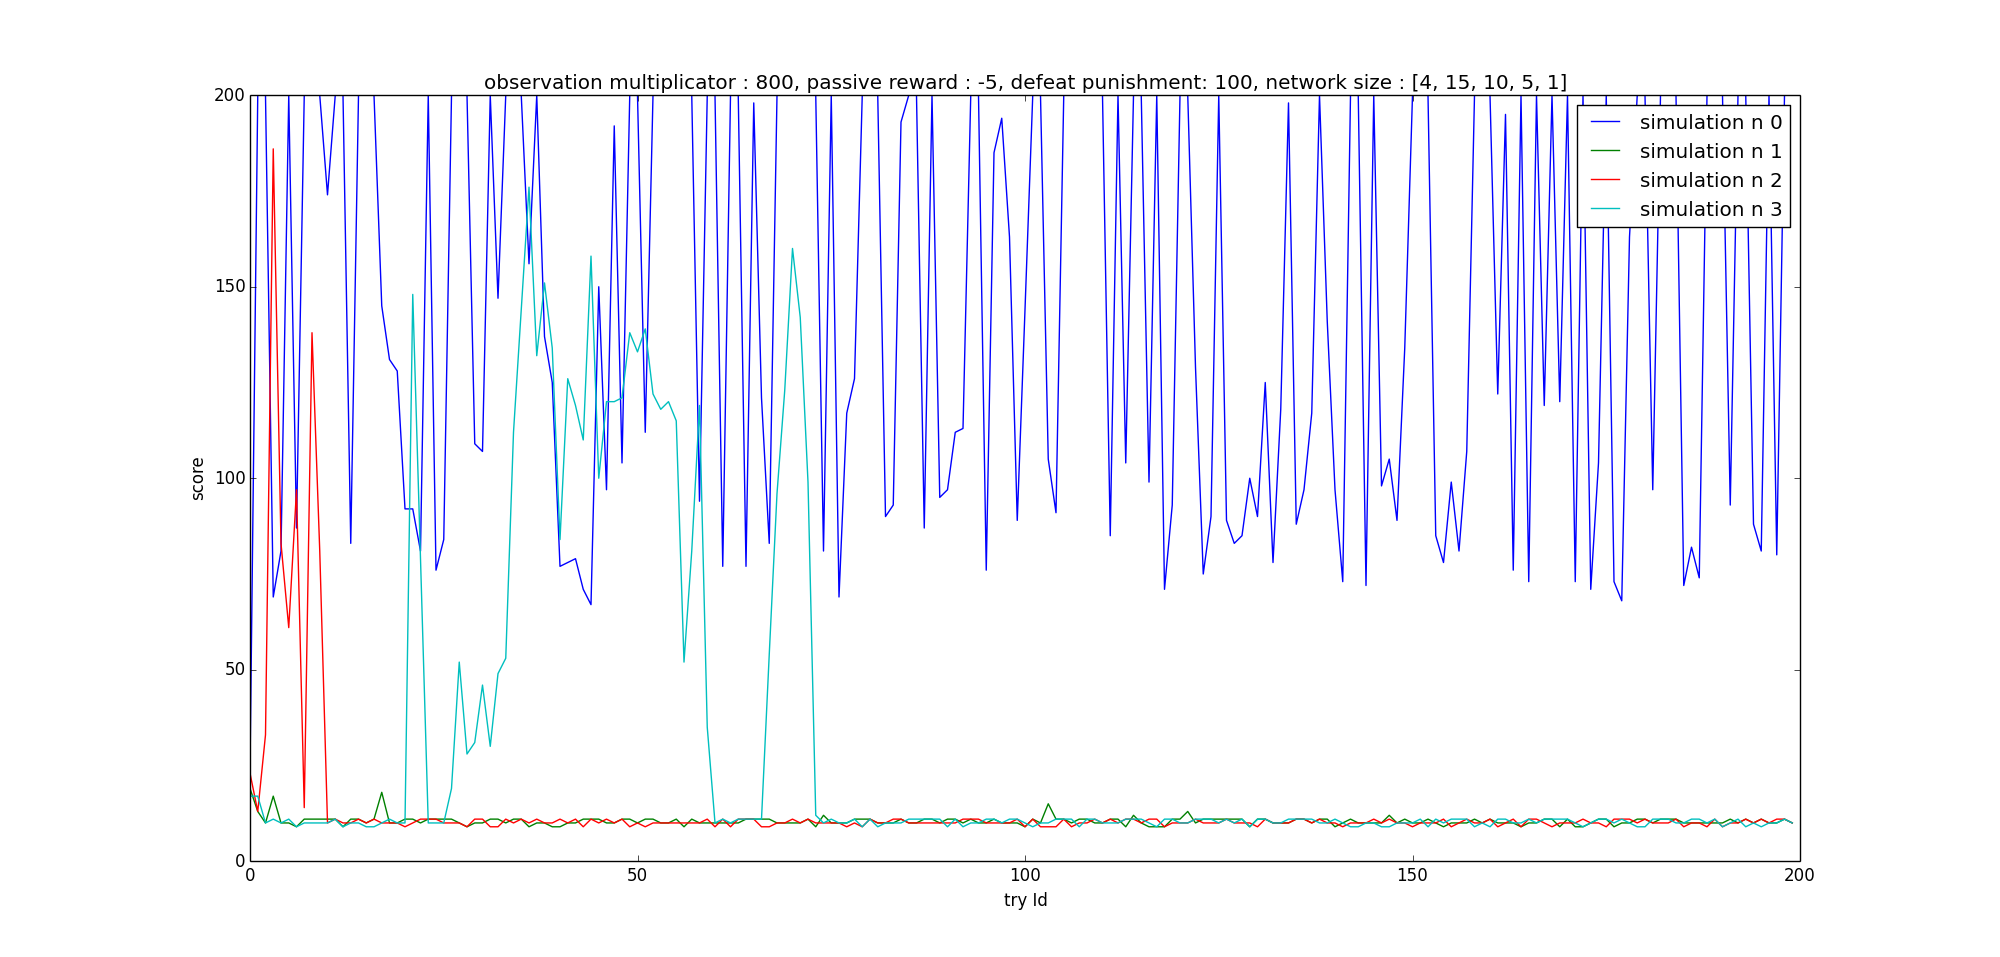 observation multiplicator : 800, passive reward : -5, defeat punishment: 100, network size : [4, 15, 10, 5, 1]
200
150
100
50
0
score
simulation n 0
simulation n 1
simulation n 2
simulation n 3
0 50 100 150 200
try Id